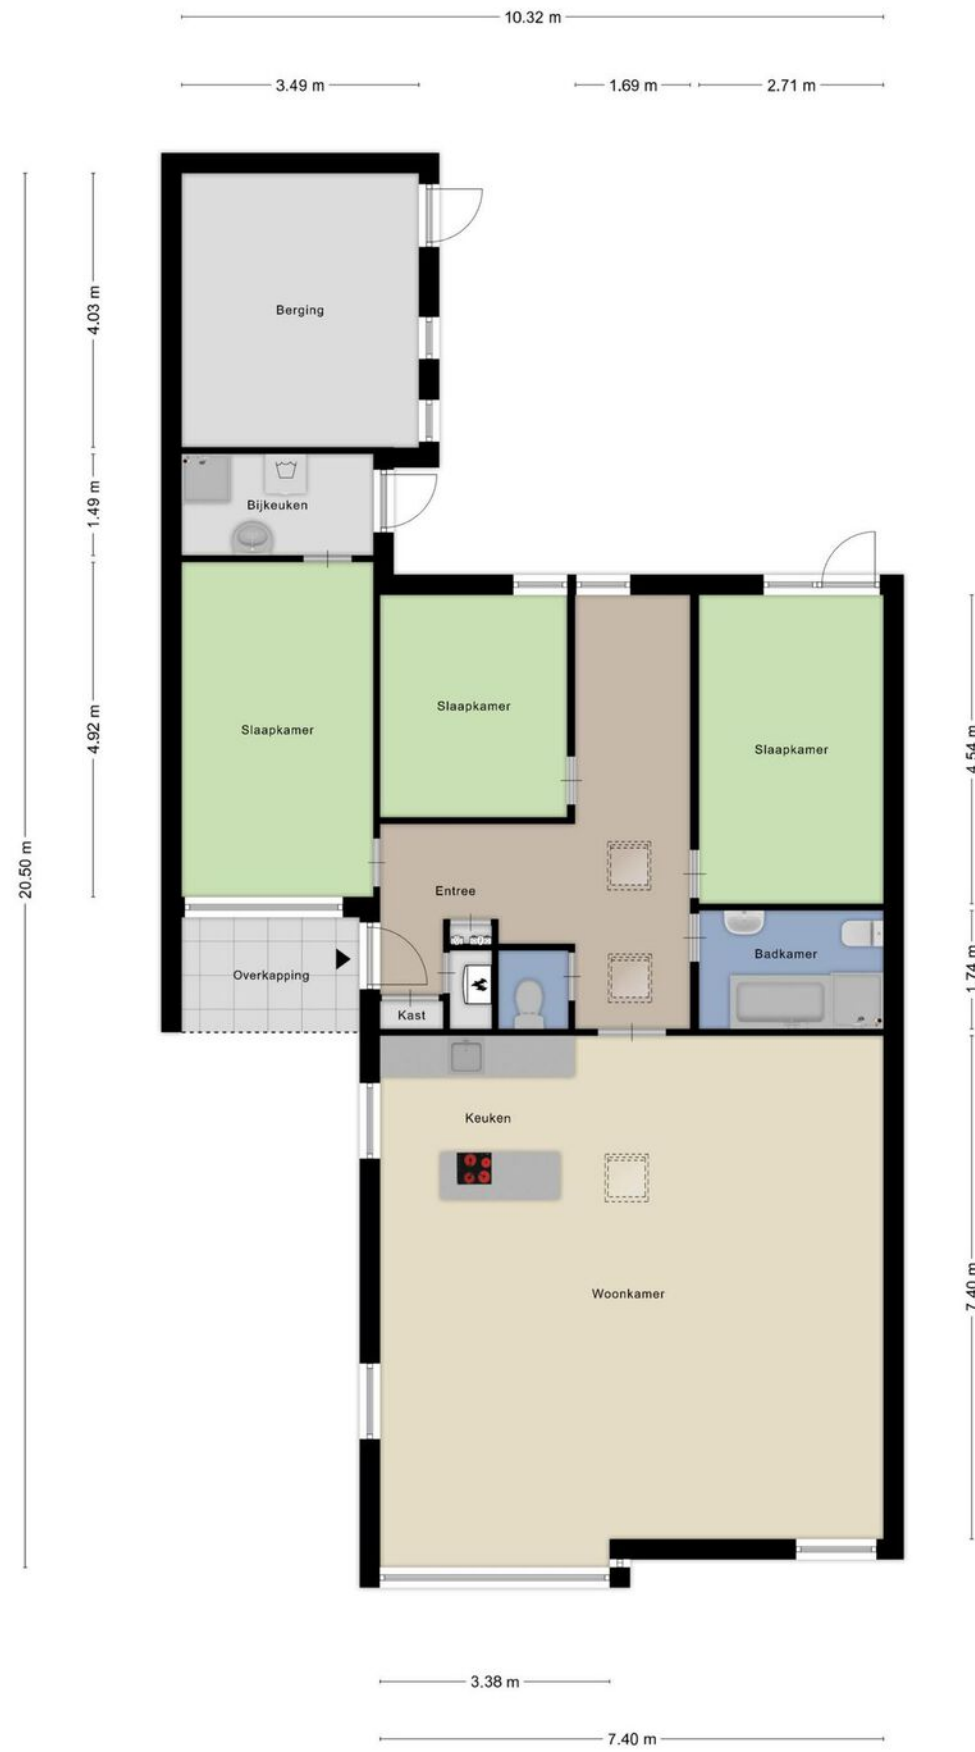 10.32 m
3.49 m
1.69 m
2.71 m
4.03 m
Berging
1.49 m
Bijkeuken
4.92 m
Slaapkamer
Slaapkamer
Slaapkamer
4.54 m
20.50 m
Entree
Badkamer
1.74 m
Overkapping
Kast
Keuken
Woonkamer
7.40 m
3.38 m
7.40 m